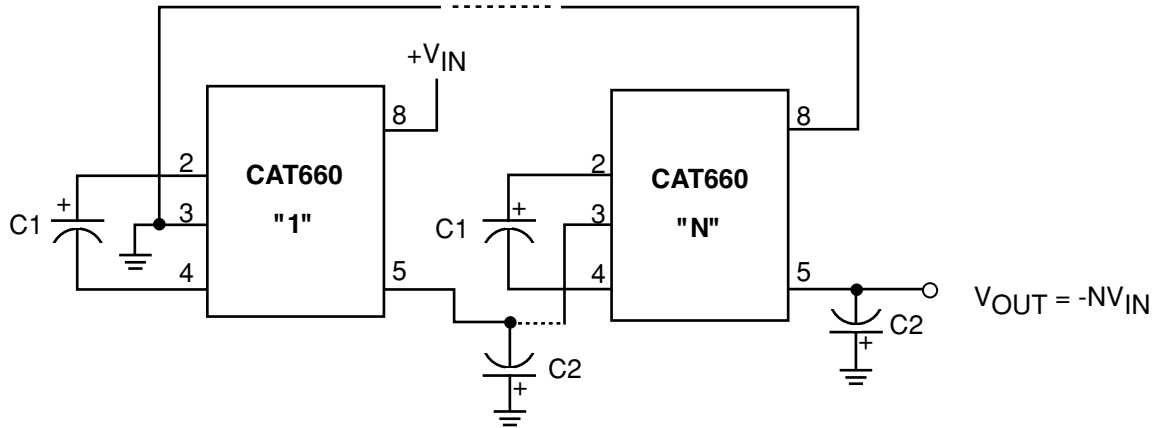 +VIN
8
8
2
CAT660
2
CAT660
+
C1
3
"1"
C1
+
3
"N"
4
5
4
5
VOUT = -NVIN
C2
+
C2
+